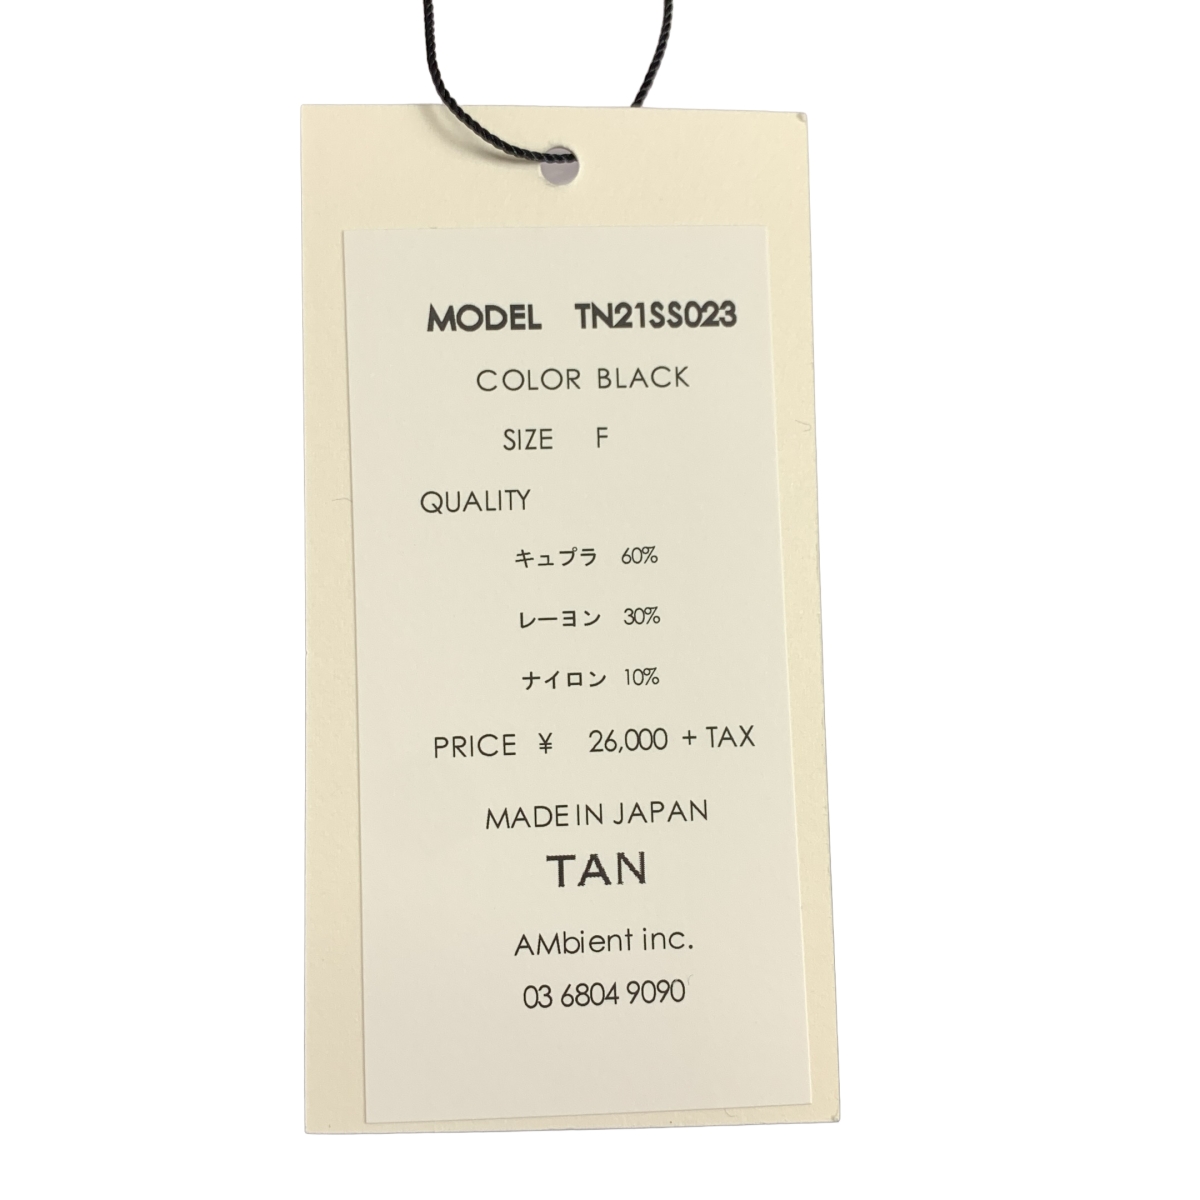 MODEL TN21SS023
COLOR BLACK
SIZE F
QUALITY
キュプラ 60%
レーヨン 30%
ナイロン 10%
PRICE ¥ 26,000 + TAX
MADE IN JAPAN
TAN
AMbient inc.
03 6804 9090